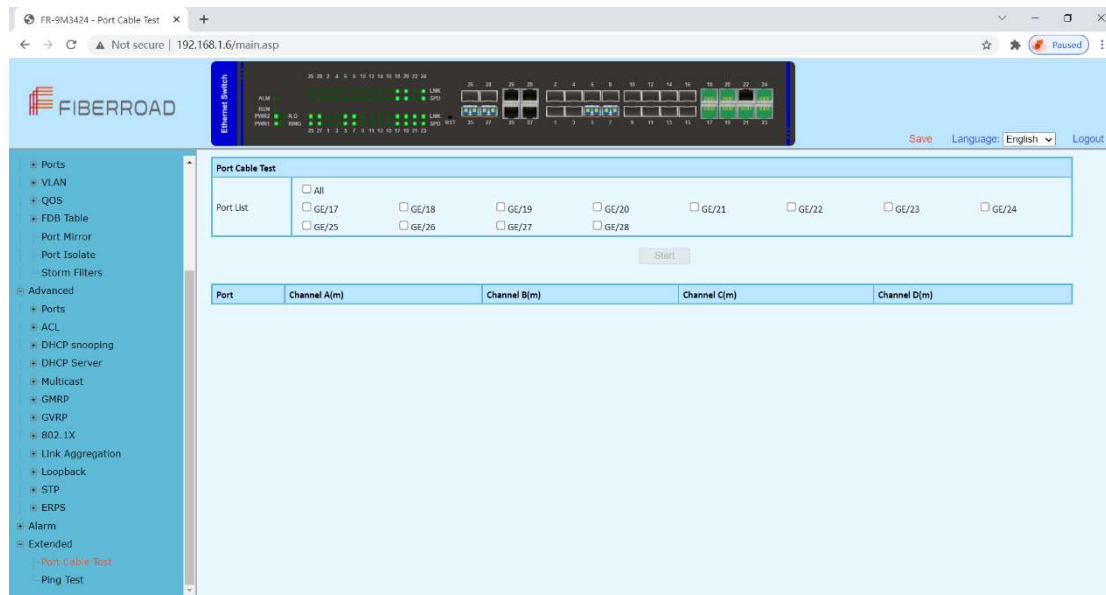 FR-9M3424 - Port Cable Test
Not secure | 192.168.1.6/main.asp
Paused
FIBERROAD
Ethernet Switch
ALM
RUN
PWR2
PWR1
R.O
RING
LNK
SPD
LNK
SPD
RST
Save Language: English Logout
Ports
VLAN
QOS
FDB Table
Port Mirror
Port Isolate
Storm Filters
Advanced
Ports
ACL
DHCP snooping
DHCP Server
Multicast
GMRP
GVRP
802.1X
Link Aggregation
Loopback
STP
ERPS
Alarm
Extended
Port Cable Test
Ping Test
Port Cable Test
Port List
All
GE/17 GE/18 GE/19 GE/20 GE/21 GE/22 GE/23 GE/24
GE/25 GE/26 GE/27 GE/28
Start
Port Channel A(m) Channel B(m) Channel C(m) Channel D(m)